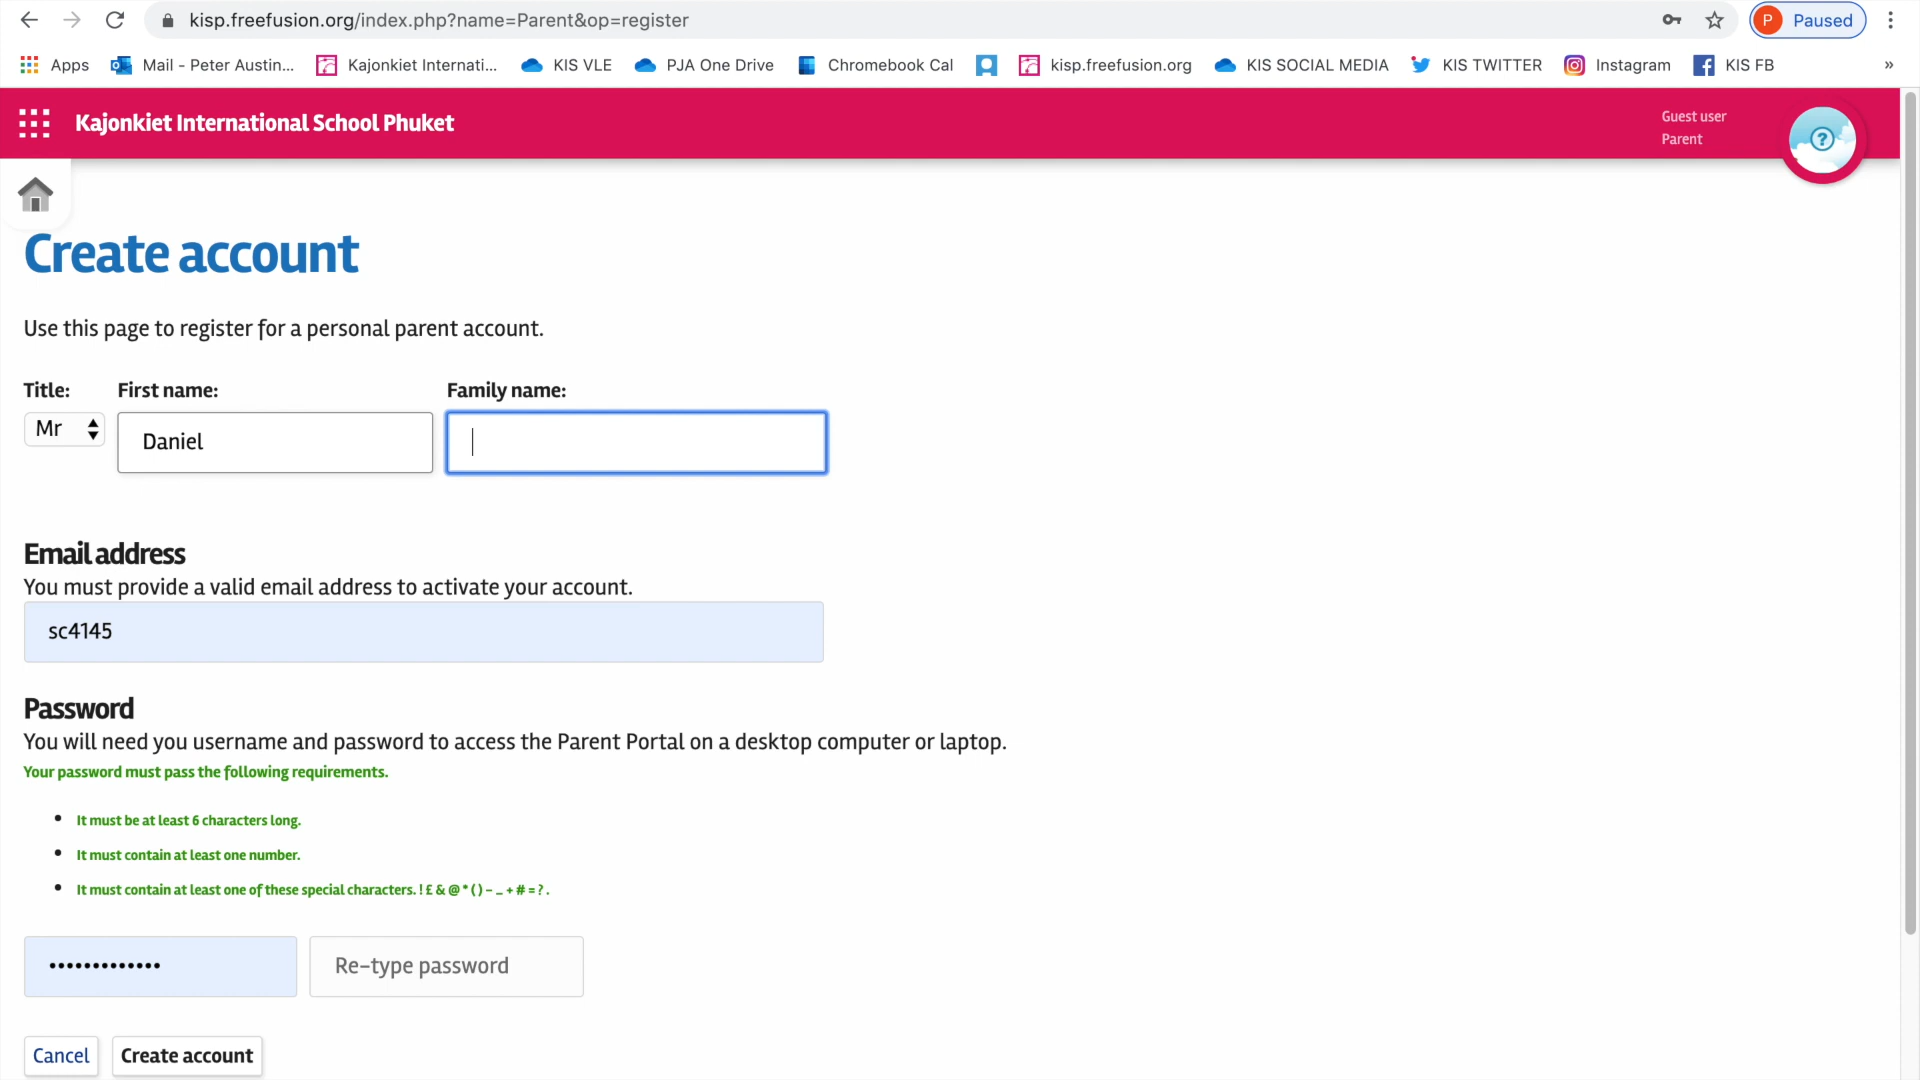 kisp.freefusion.org/index.php?name=Parent&op=register
P Paused
Apps Mail - Peter Austin... Kajonkiet Internati... KIS VLE PJA One Drive Chromebook Cal kisp.freefusion.org KIS SOCIAL MEDIA KIS TWITTER Instagram KIS FB »
Kajonkiet International School Phuket
Guest user
Parent
?
Create account
Use this page to register for a personal parent account.
Title: First name: Family name:
Mr Daniel
Email address
You must provide a valid email address to activate your account.
sc4145
Password
You will need you username and password to access the Parent Portal on a desktop computer or laptop.
Your password must pass the following requirements.
• It must be at least 6 characters long.
• It must contain at least one number.
• It must contain at least one of these special characters. ! £ & @ * ( ) - _ + # = ? .
••••••••••••• Re-type password
Cancel Create account